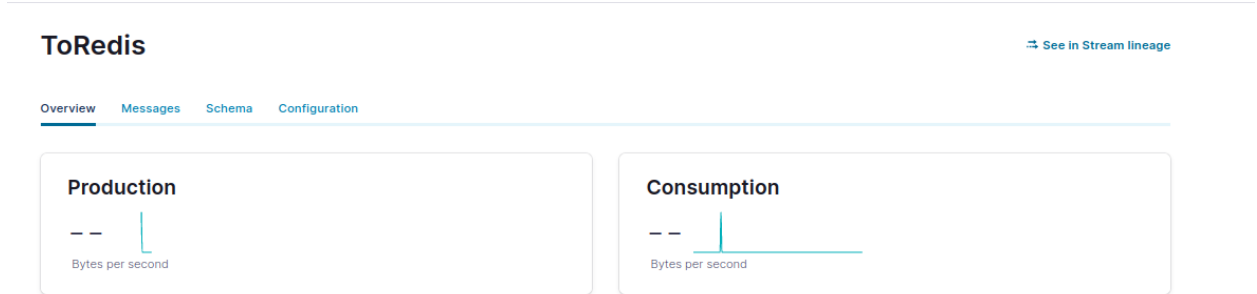 ToRedis
See in Stream lineage
Overview Messages Schema Configuration
Production
– –
Bytes per second
Consumption
– –
Bytes per second